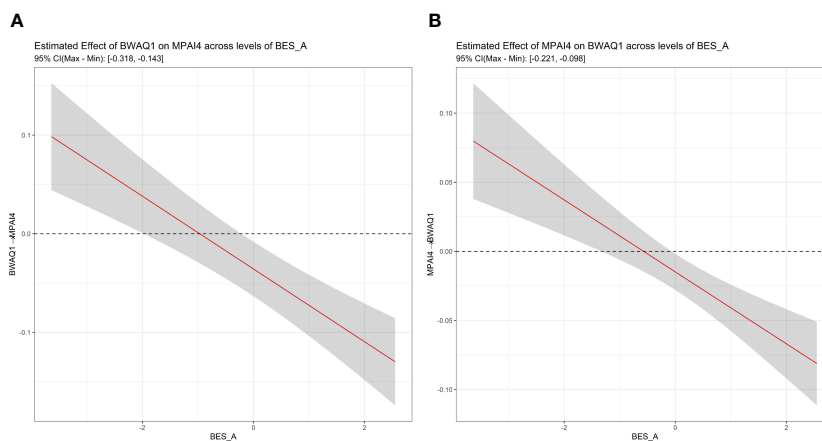 A
Estimated Effect of BWAQ1 on MPAI4 across levels of BES_A
95% CI(Max - Min): [-0.318, -0.143]
0.1
0.0
-0.1
BWAQ1 → MPAI4
-2
0
2
BES_A
B
Estimated Effect of MPAI4 on BWAQ1 across levels of BES_A
95% CI(Max - Min): [-0.221, -0.098]
0.10
0.05
0.00
-0.05
-0.10
MPAI4 → BWAQ1
-2
0
2
BES_A